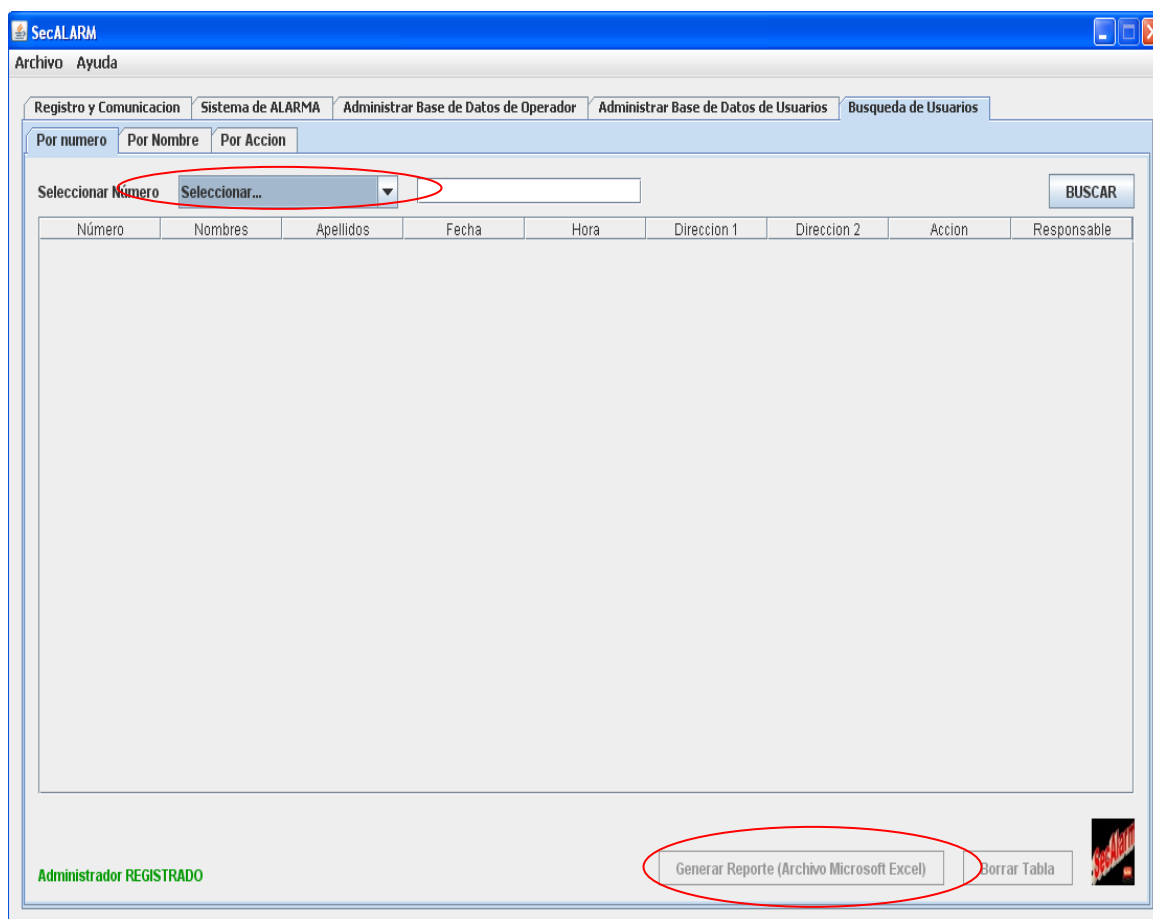 SecALARM
Archivo Ayuda
Registro y Comunicacion Sistema de ALARMA Administrar Base de Datos de Operador Administrar Base de Datos de Usuarios Busqueda de Usuarios
Por numero Por Nombre Por Accion
Seleccionar Número Seleccionar... BUSCAR
Número Nombres Apellidos Fecha Hora Direccion 1 Direccion 2 Accion Responsable
Generar Reporte (Archivo Microsoft Excel) Borrar Tabla SecAlarm
Administrador REGISTRADO